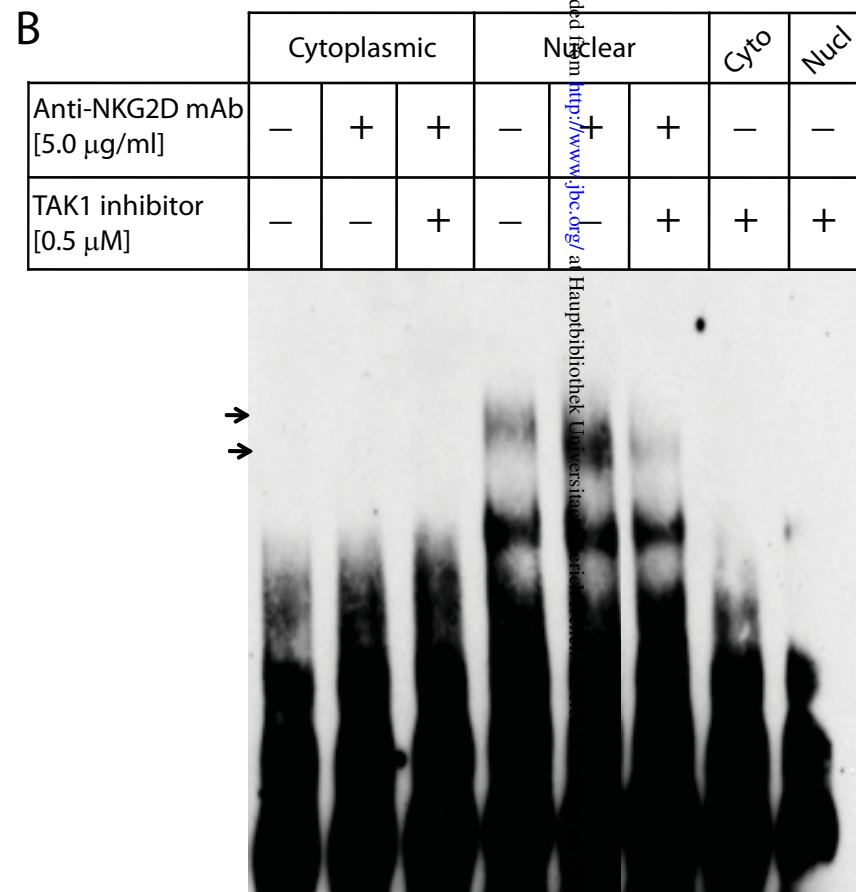 B
Cytoplasmic Nuclear Cyto Nucl
Anti-NKG2D mAb
[5.0 μg/ml]
– + + – + + – –
TAK1 inhibitor
[0.5 μM]
– – + – – + + +
ded from http://www.jbc.org/ at Hauptbibliothek